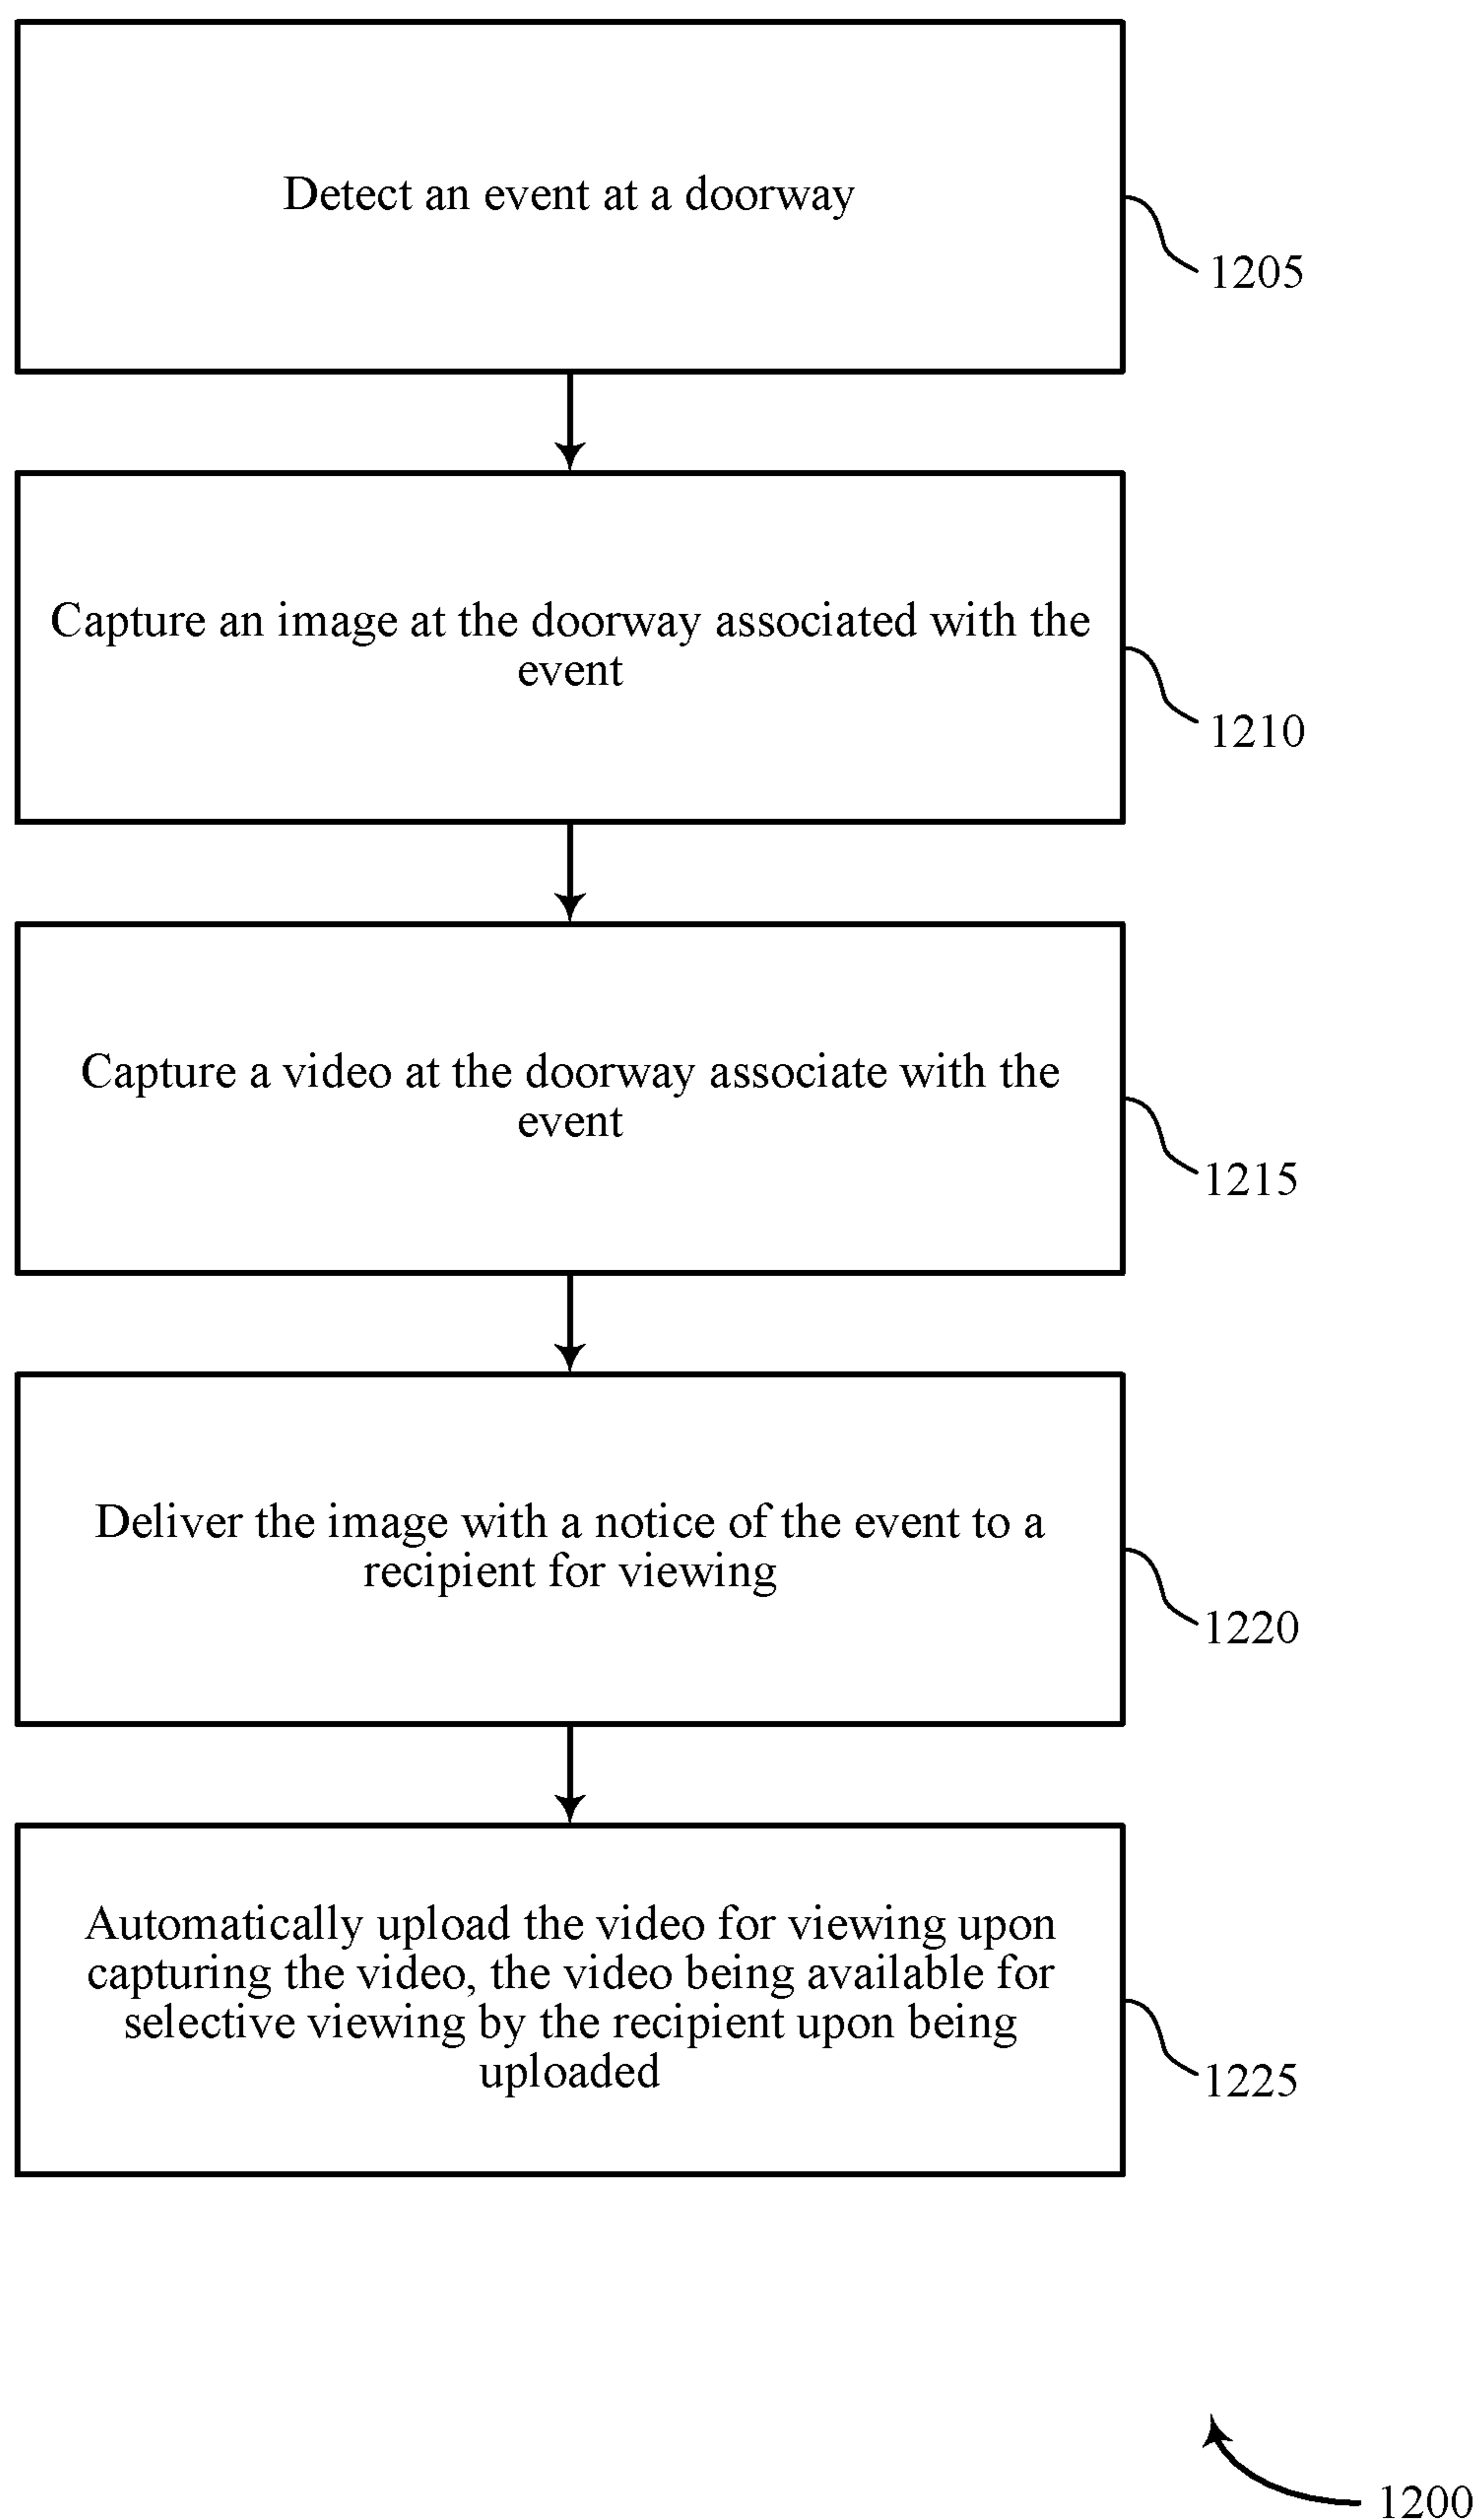 Detect an event at a doorway
1205
Capture an image at the doorway associated with the
event
1210
Capture a video at the doorway associate with the
event
1215
Deliver the image with a notice of the event to a
recipient for viewing
1220
Automatically upload the video for viewing upon
capturing the video, the video being available for
selective viewing by the recipient upon being
uploaded
1225
1200